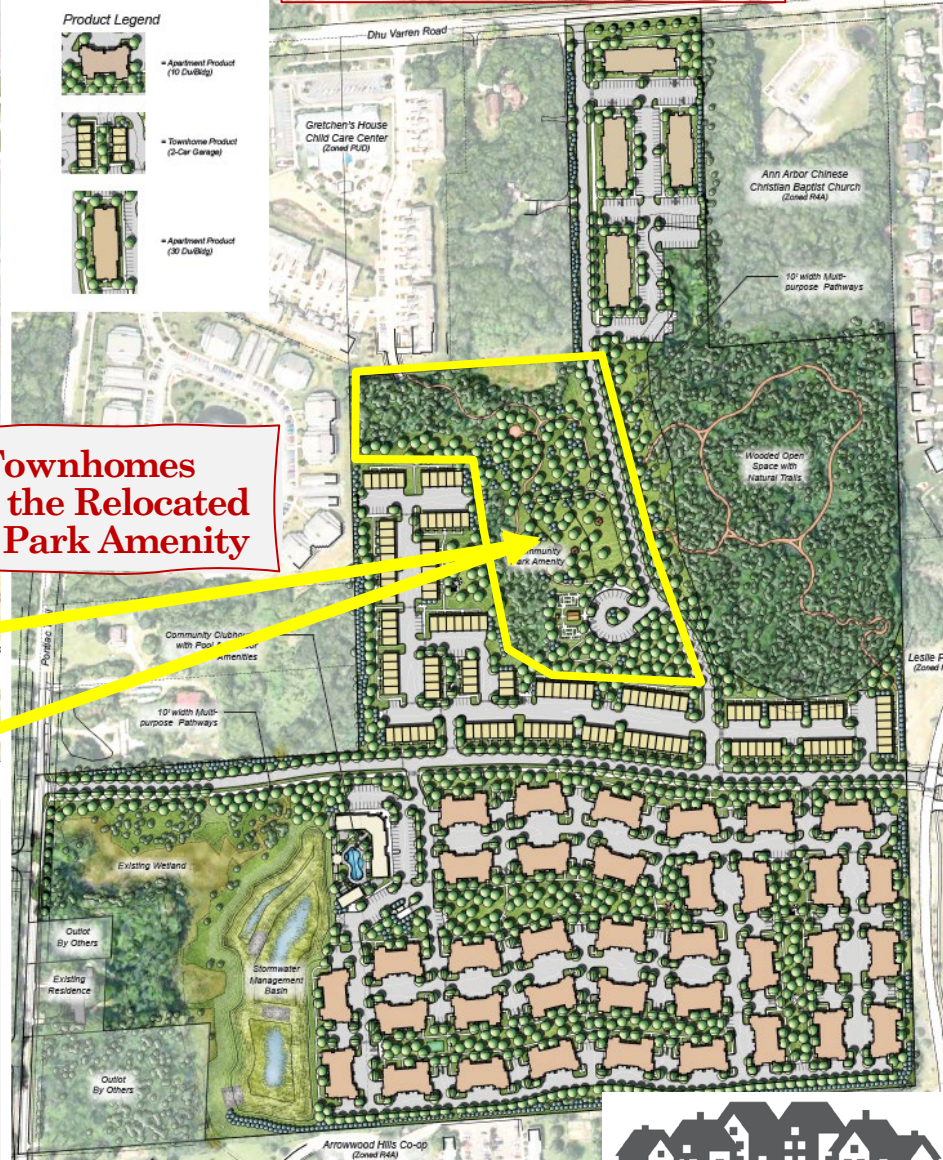 Product Legend
= Apartment Product
(10 Du/Bldg)
= Townhome Product
(2-Car Garage)
= Apartment Product
(30 Du/Bldg)
Dhu Varren Road
Gretchen's House
Child Care Center
(Zoned PUD)
Ann Arbor Chinese
Christian Baptist Church
(Zoned R4A)
10' width Multi-
purpose Pathways
Wooded Open
Space with
Natural Trails
Townhomes
the Relocated
Park Amenity
Community
Park Amenity
Community Clubhouse
with Pool
Amenities
10' width Multi-
purpose Pathways
Leslie
(Zoned
Existing Wetland
Outlot
By Others
Existing
Residence
Stormwater
Management
Basin
Outlot
By Others
Arrowwood Hills Co-op
(Zoned R4A)